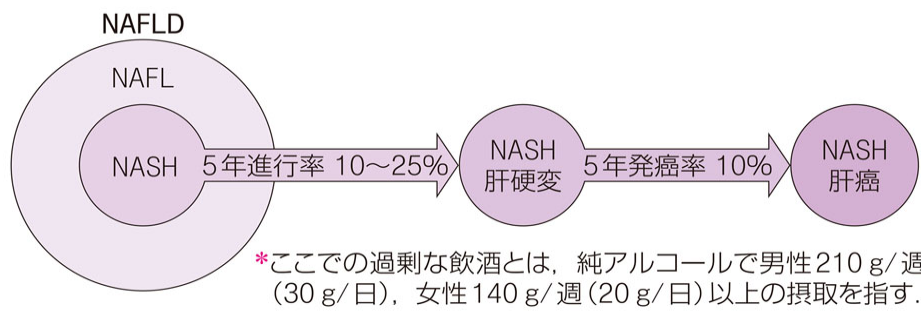 NAFLD
NAFL
NASH
5年進行率 10〜25%
NASH
肝硬変
5年発癌率 10%
NASH
肝癌
*ここでの過剰な飲酒とは，純アルコールで男性210 g/週
（30 g/日），女性140 g/週（20 g/日）以上の摂取を指す．